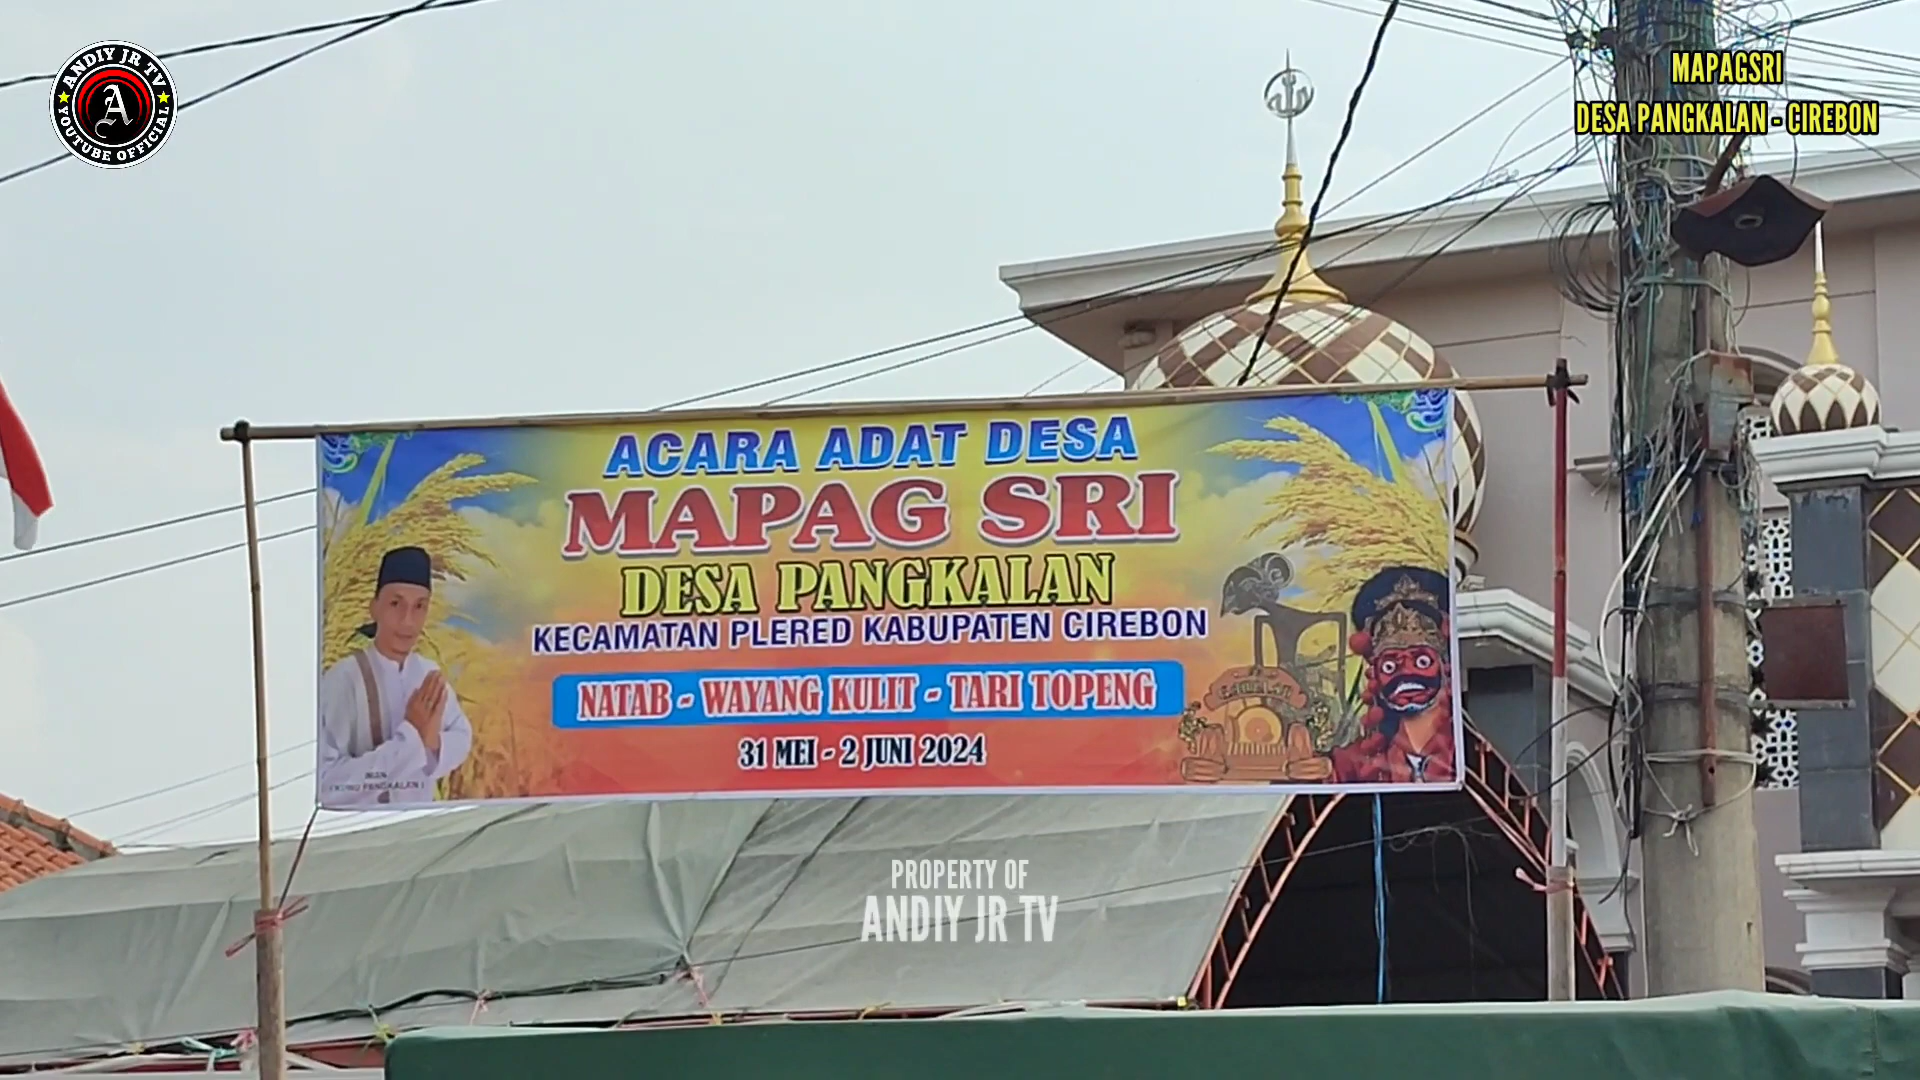 ANDIY JR TV
A
YOUTUBE OFFICIAL
MAPAGSRI
DESA PANGKALAN - CIREBON
ACARA ADAT DESA
MAPAG SRI
DESA PANGKALAN
KECAMATAN PLERED KABUPATEN CIREBON
NATAB - WAYANG KULIT - TARI TOPENG
31 MEI - 2 JUNI 2024
PROPERTY OF
ANDIY JR TV